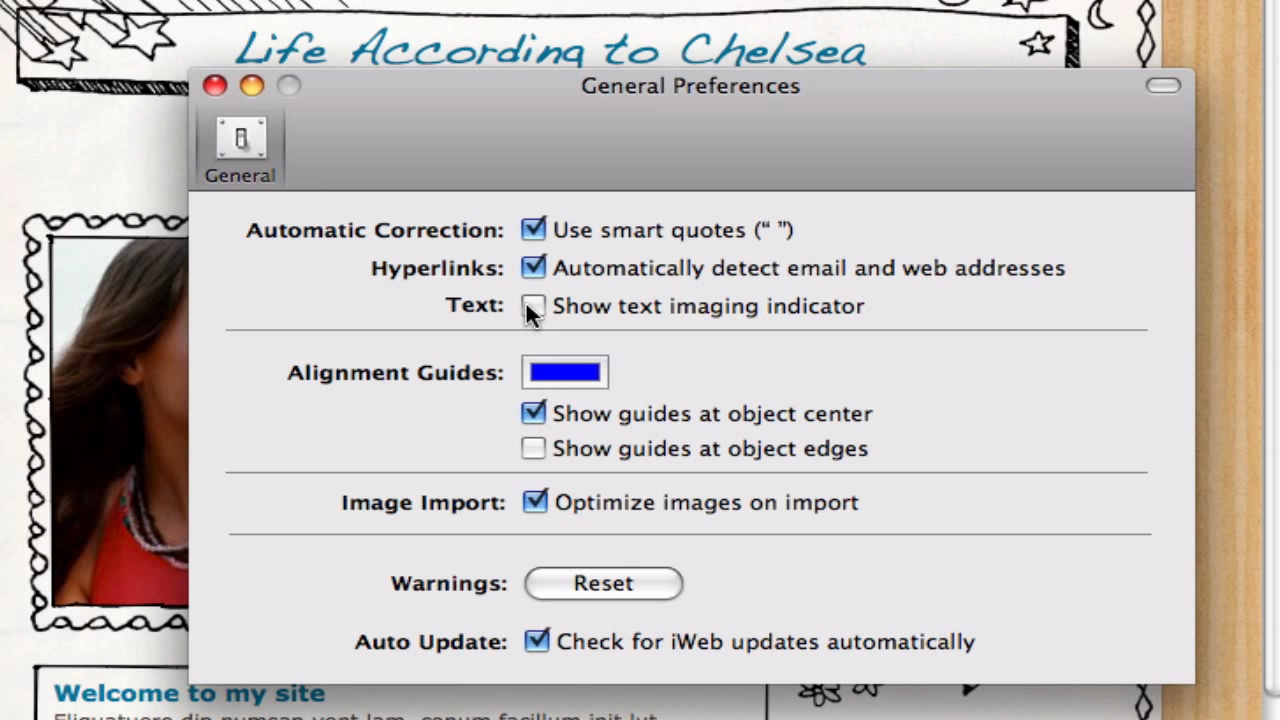 Life According to Chelsea
General Preferences
General
Automatic Correction: Use smart quotes (“ ”)
Hyperlinks: Automatically detect email and web addresses
Text: Show text imaging indicator
Alignment Guides:
Show guides at object center
Show guides at object edges
Image Import: Optimize images on import
Warnings: Reset
Auto Update: Check for iWeb updates automatically
Welcome to my site